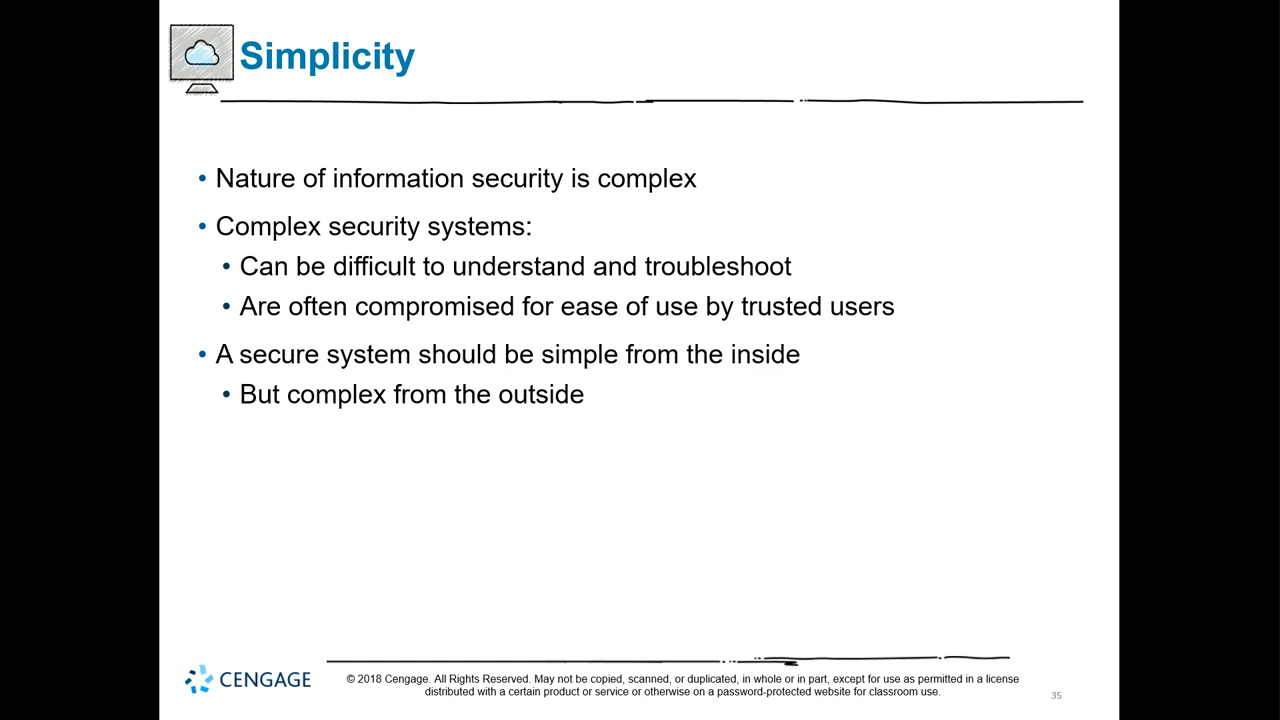 Simplicity
• Nature of information security is complex
• Complex security systems:
• Can be difficult to understand and troubleshoot
• Are often compromised for ease of use by trusted users
• A secure system should be simple from the inside
• But complex from the outside
CENGAGE
© 2018 Cengage. All Rights Reserved. May not be copied, scanned, or duplicated, in whole or in part, except for use as permitted in a license
distributed with a certain product or service or otherwise on a password-protected website for classroom use.
35